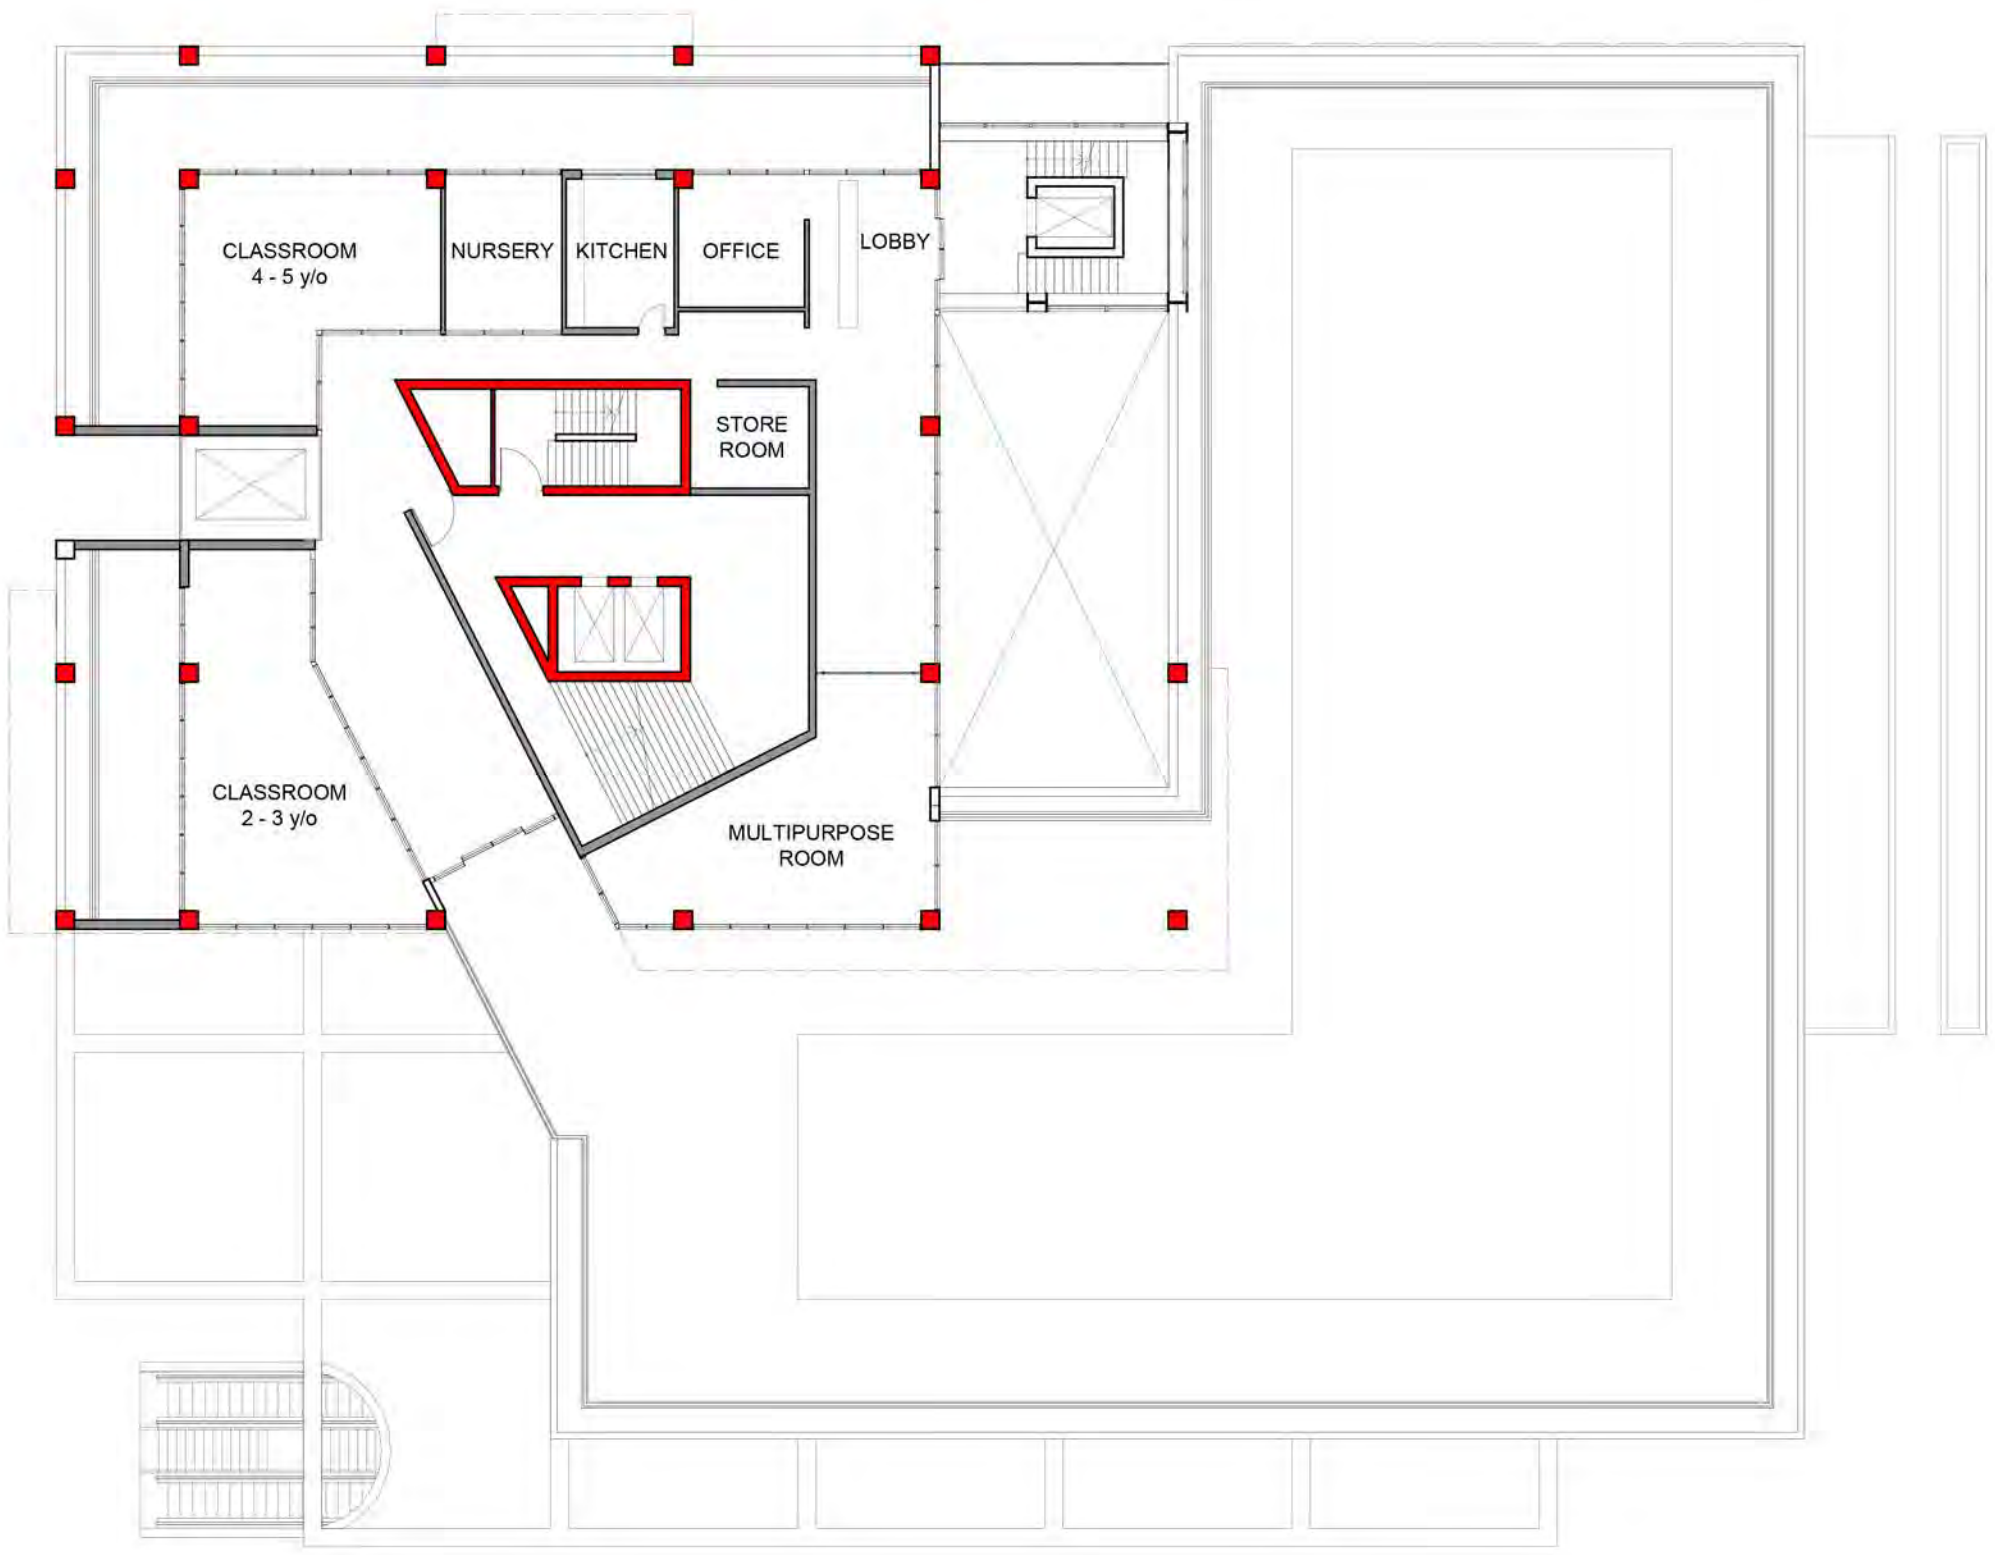 CLASSROOM
4 - 5 y/o
NURSERY
KITCHEN
OFFICE
LOBBY
STORE
ROOM
CLASSROOM
2 - 3 y/o
MULTIPURPOSE
ROOM